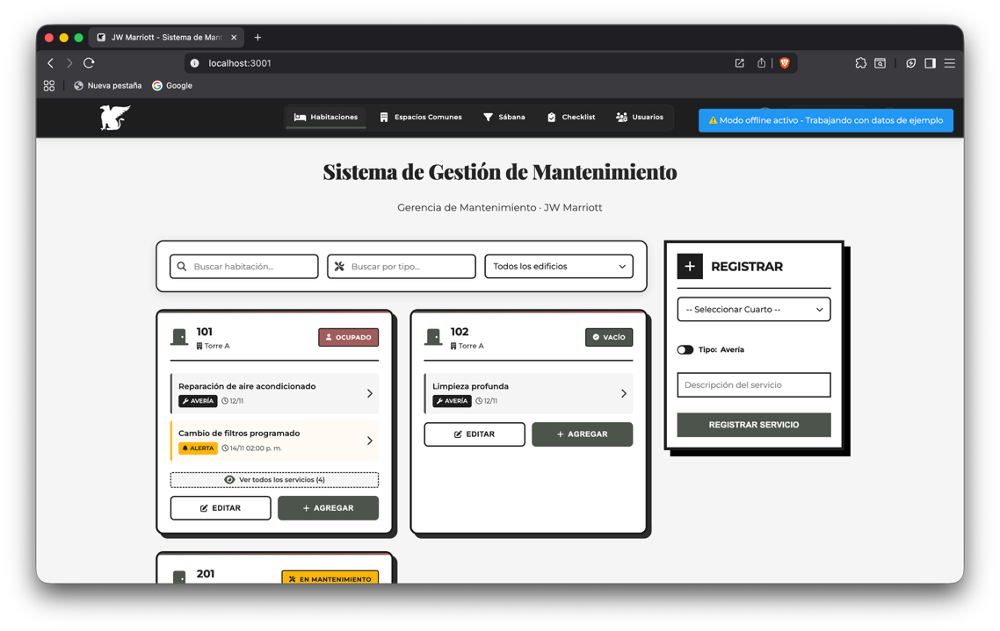 JW Marriott - Sistema de Mant
localhost:3001
Nueva pestaña
Google
Habitaciones
Espacios Comunes
Sábana
Checklist
Usuarios
Modo offline activo - Trabajando con datos de ejemplo
Sistema de Gestión de Mantenimiento
Gerencia de Mantenimiento · JW Marriott
Buscar habitación...
Buscar por tipo...
Todos los edificios
101
Torre A
OCUPADO
Reparación de aire acondicionado
AVERÍA
12/11
Cambio de filtros programado
ALERTA
14/11 02:00 p. m.
Ver todos los servicios (4)
EDITAR
+ AGREGAR
102
Torre A
VACÍO
Limpieza profunda
AVERÍA
12/11
EDITAR
+ AGREGAR
201
EN MANTENIMIENTO
REGISTRAR
-- Seleccionar Cuarto --
Tipo: Avería
Descripción del servicio
REGISTRAR SERVICIO